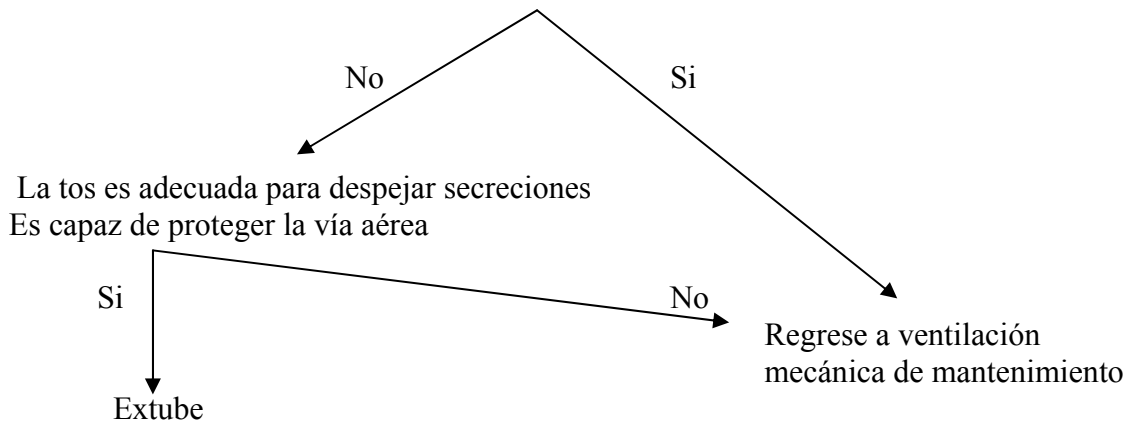 No
Si
La tos es adecuada para despejar secreciones
Es capaz de proteger la vía aérea
Si
No
Regrese a ventilación
mecánica de mantenimiento
Extube